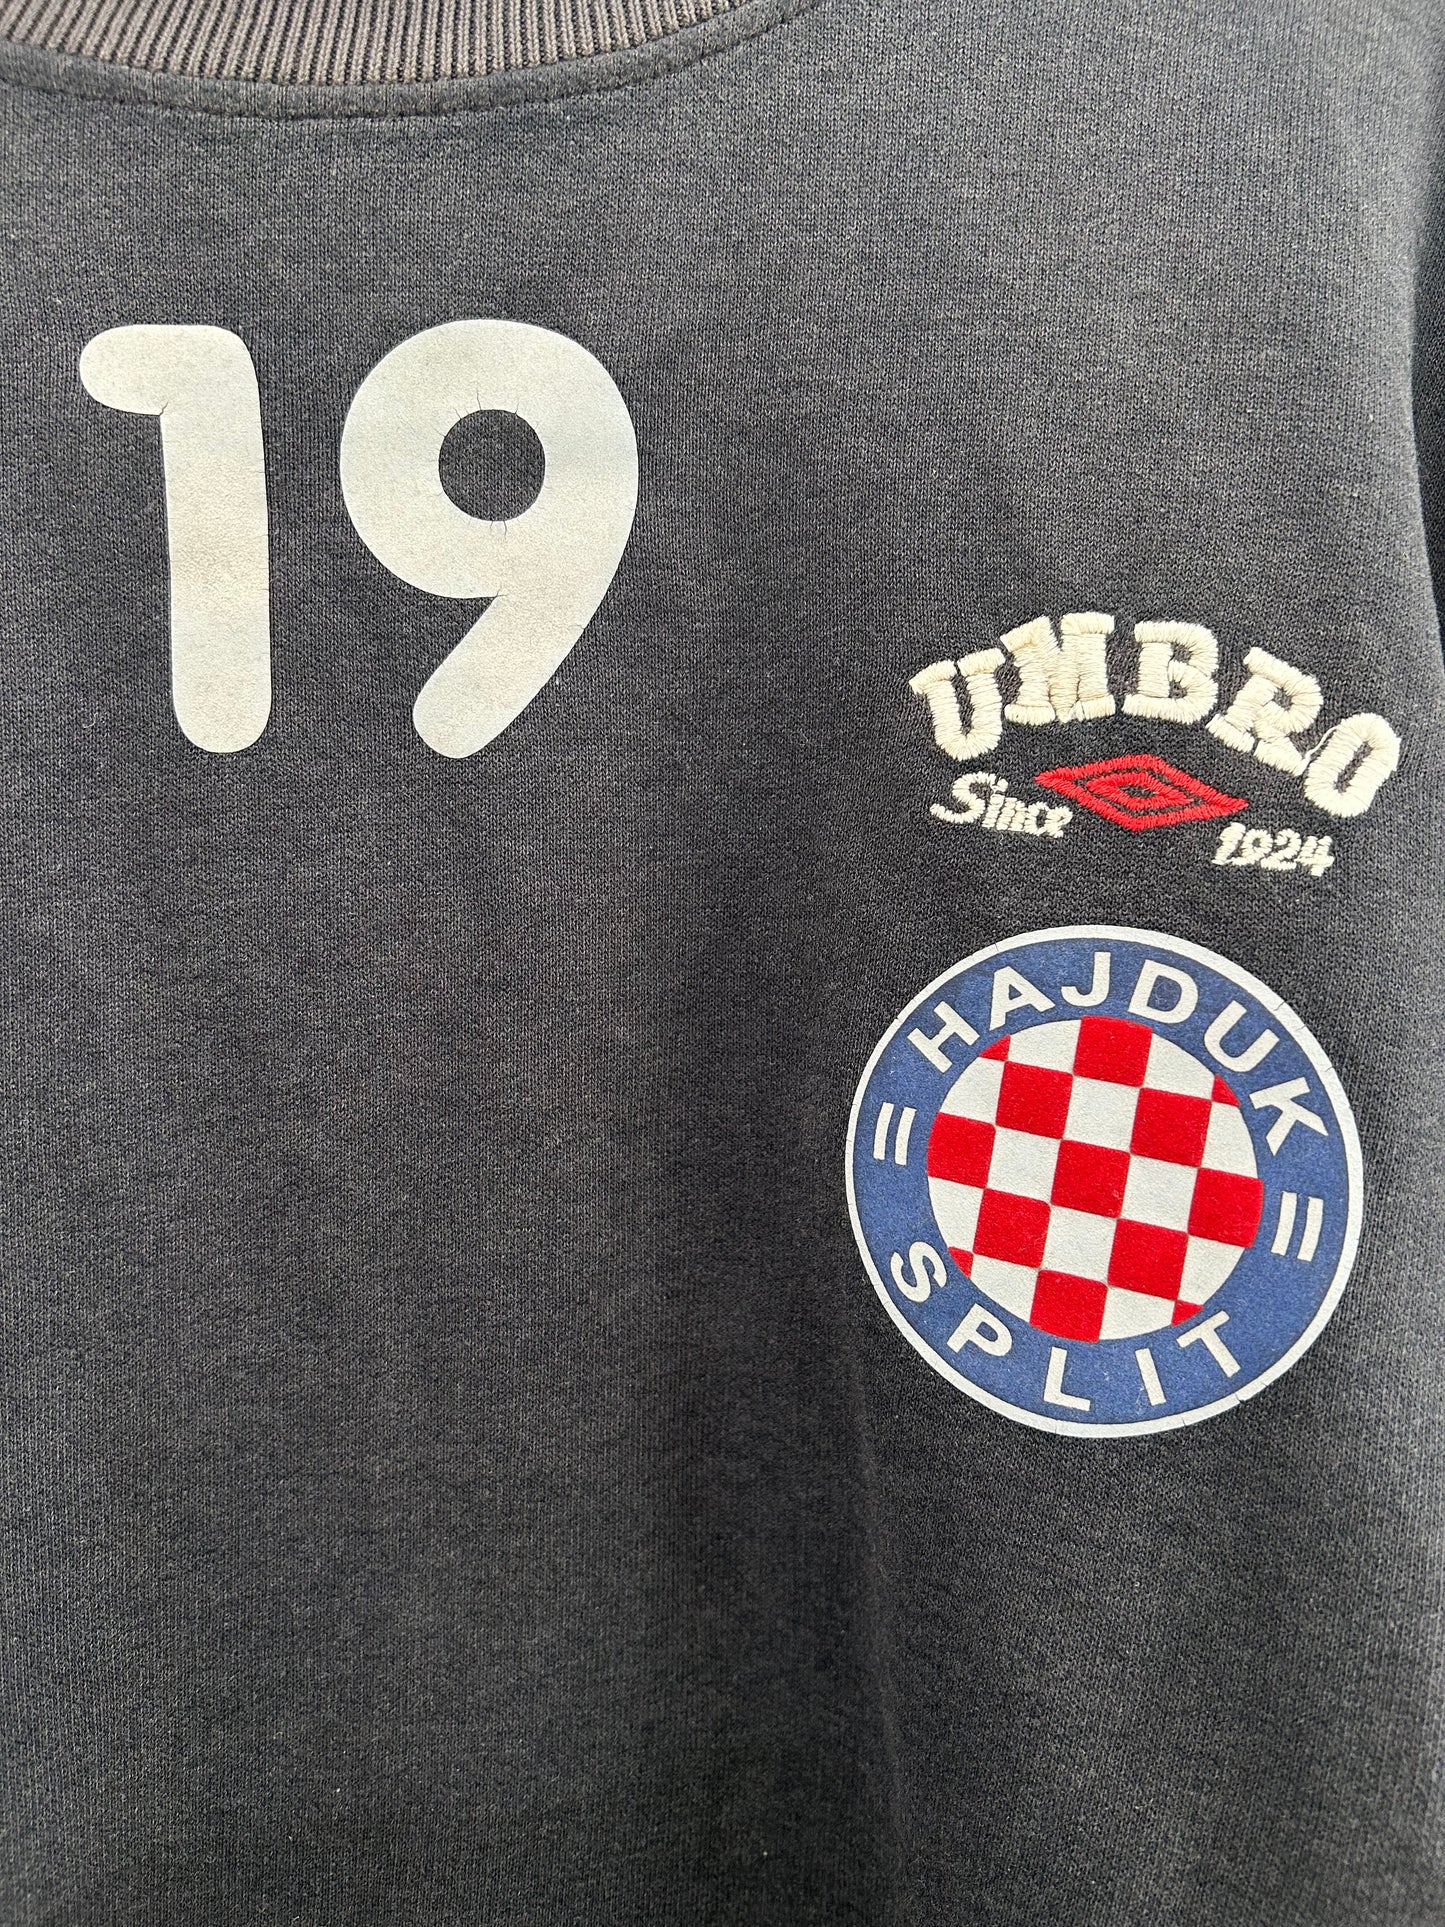 19
UMBRO
Since 1924
HAJDUK
SPLIT